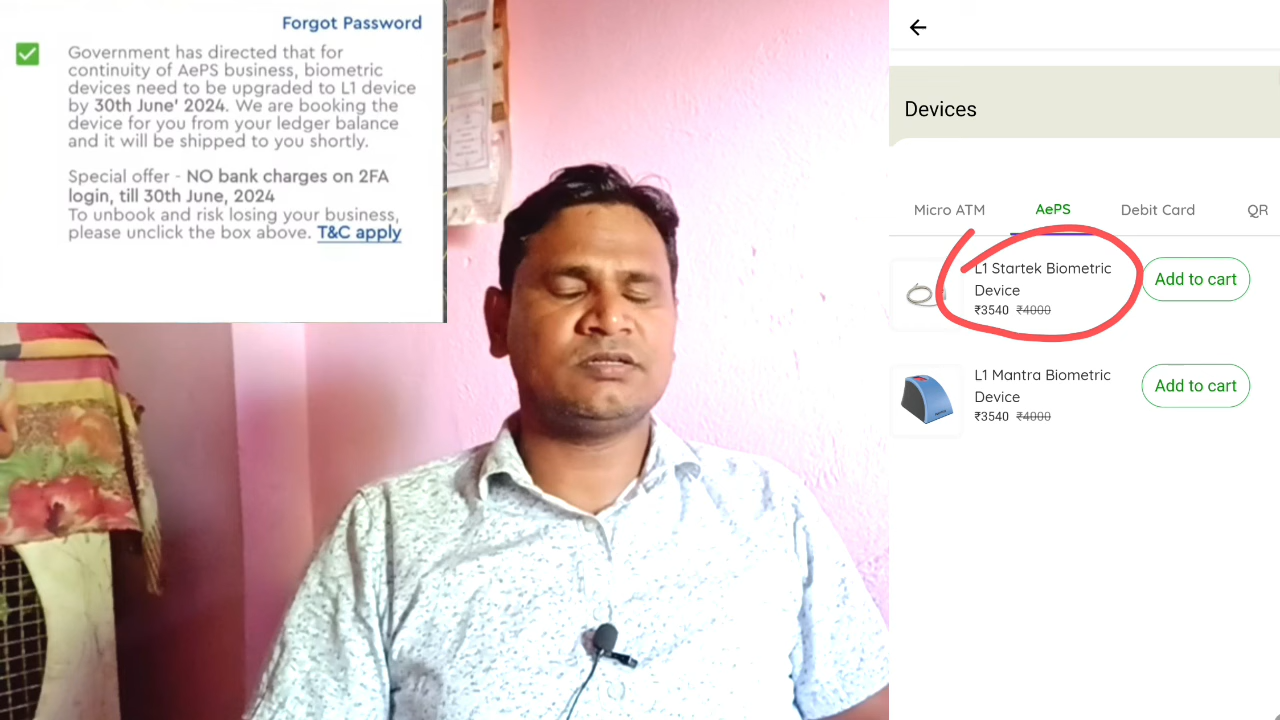 Forgot Password
Government has directed that for
continuity of AePS business, biometric
devices need to be upgraded to L1 device
by 30th June' 2024. We are booking the
device for you from your ledger balance
and it will be shipped to you shortly.
Special offer - NO bank charges on 2FA
login, till 30th June, 2024
To unbook and risk losing your business,
please unclick the box above. T&C apply
Devices
Micro ATM AePS Debit Card QR
L1 Startek Biometric
Device
₹3540 ₹4000
Add to cart
L1 Mantra Biometric
Device
₹3540 ₹4000
Add to cart